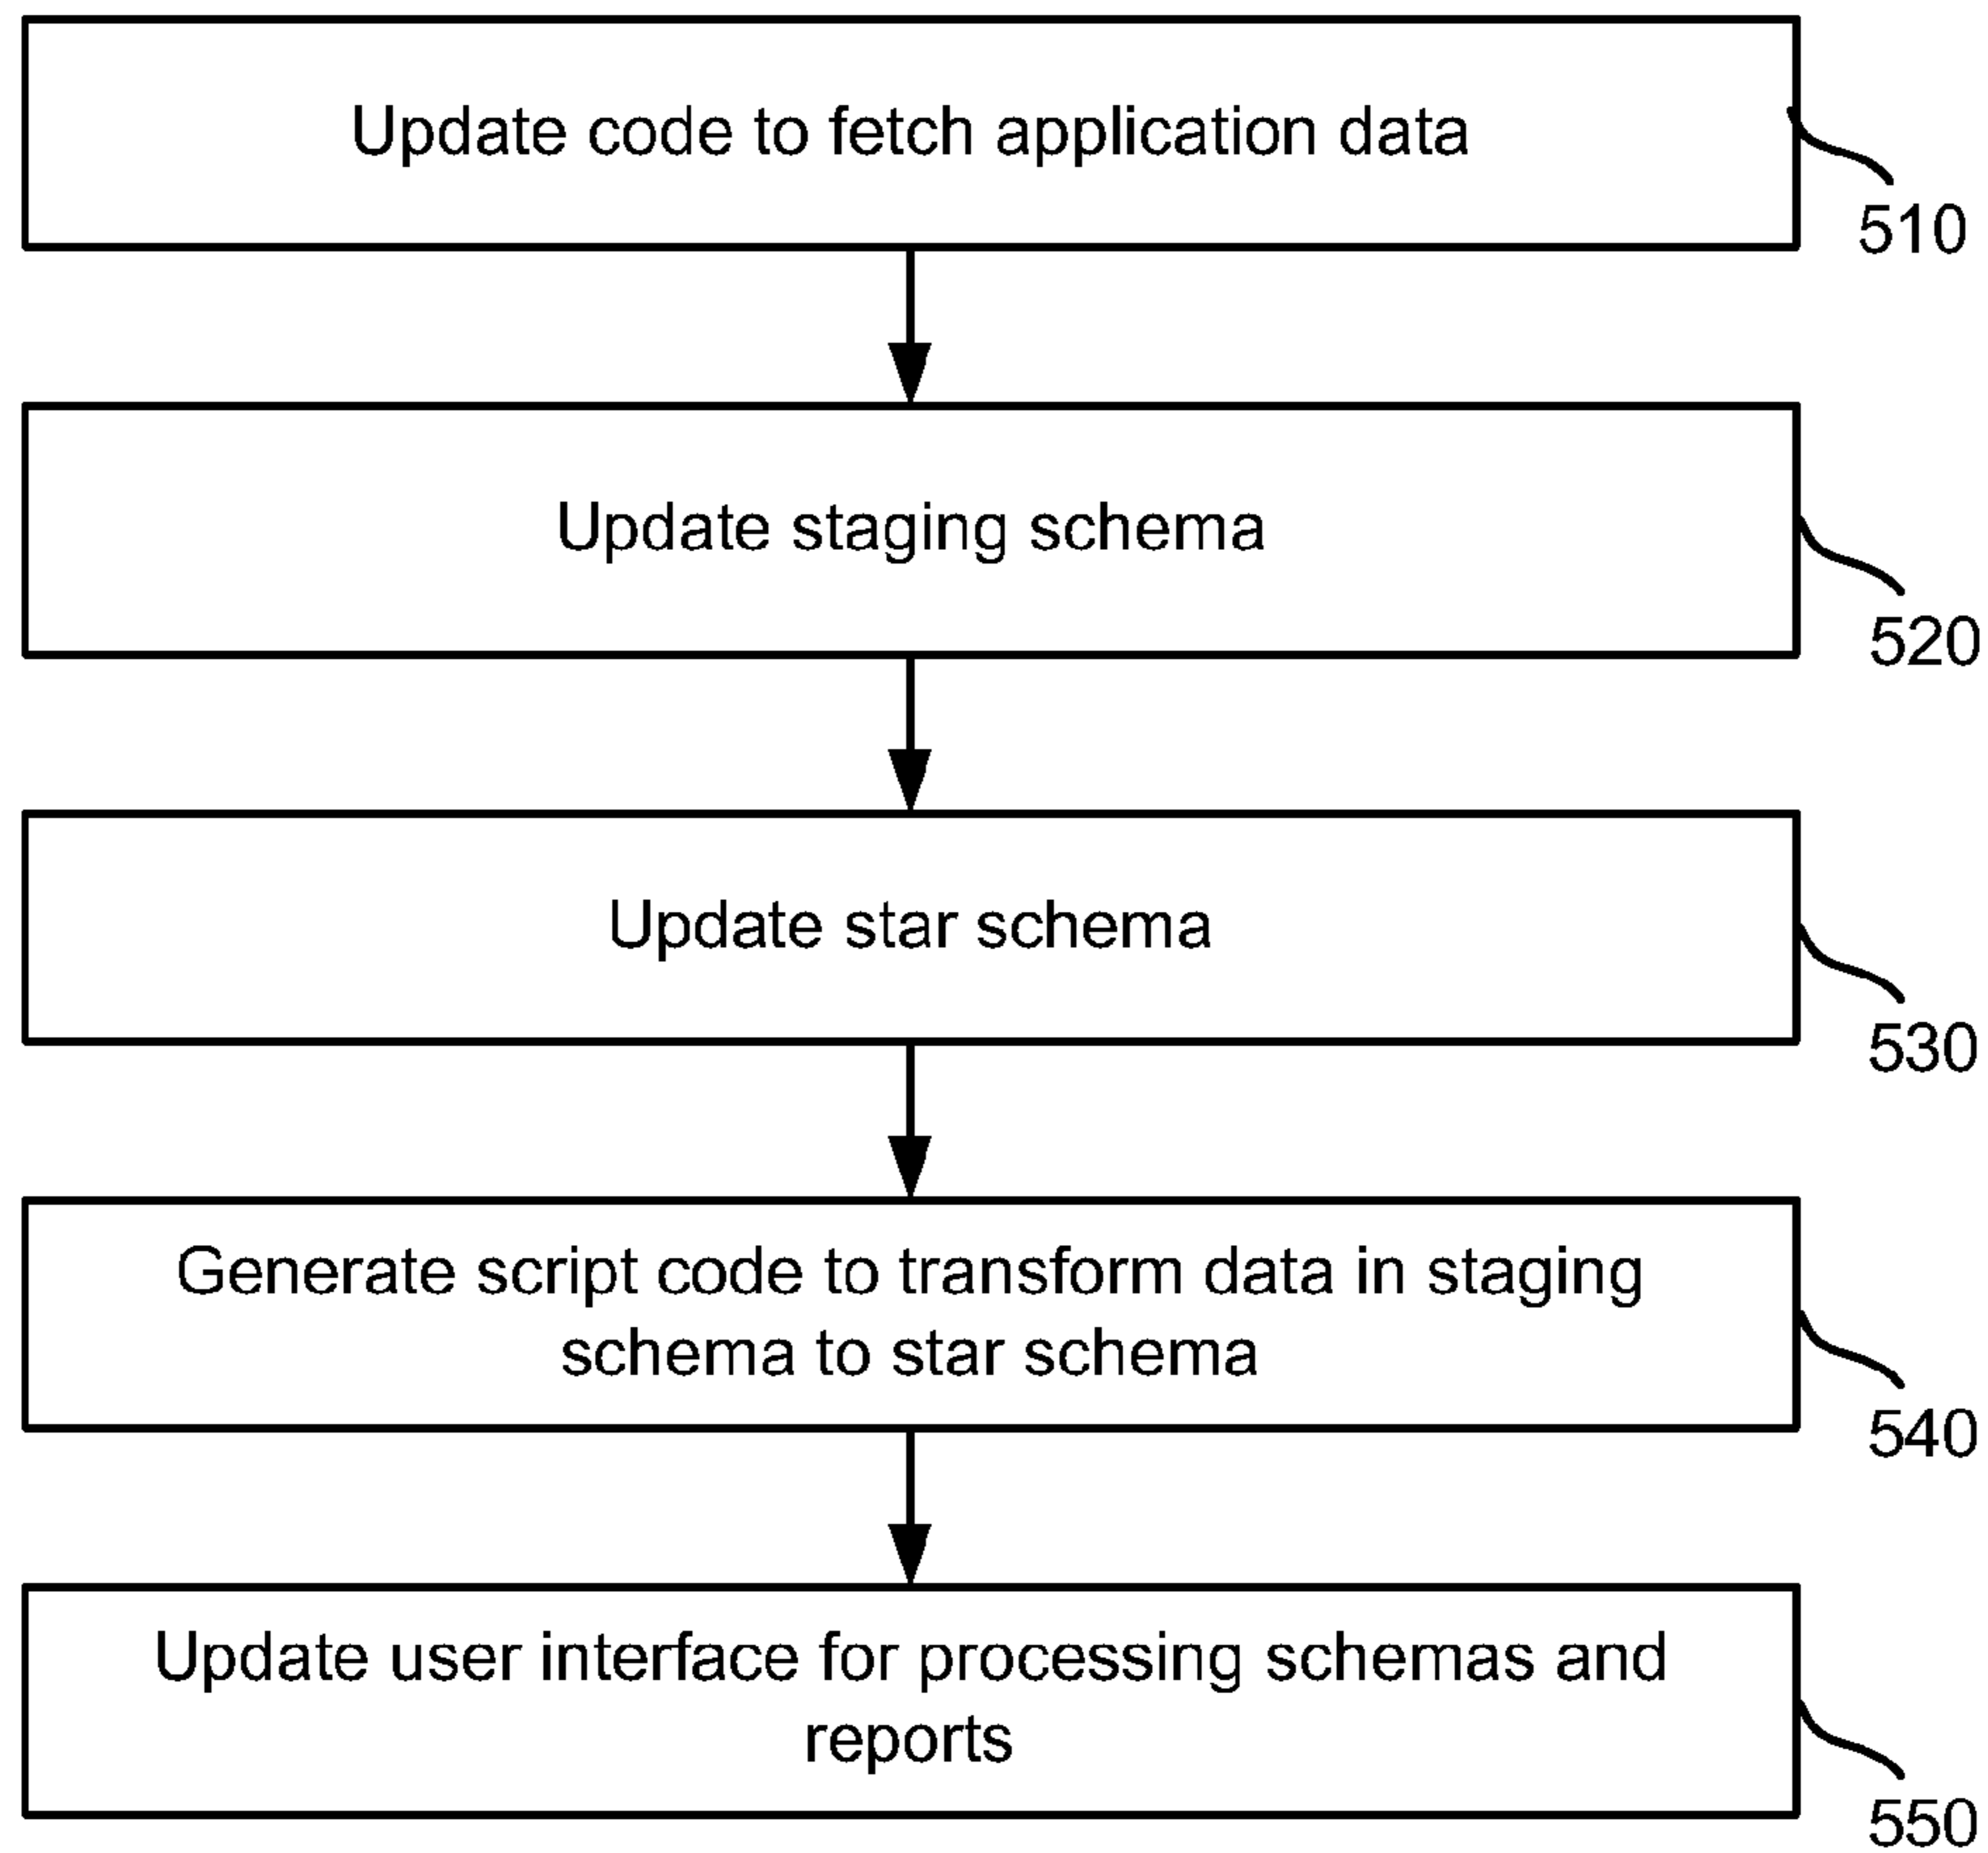 Update code to fetch application data
510
Update staging schema
520
Update star schema
530
Generate script code to transform data in staging
schema to star schema
540
Update user interface for processing schemas and
reports
550